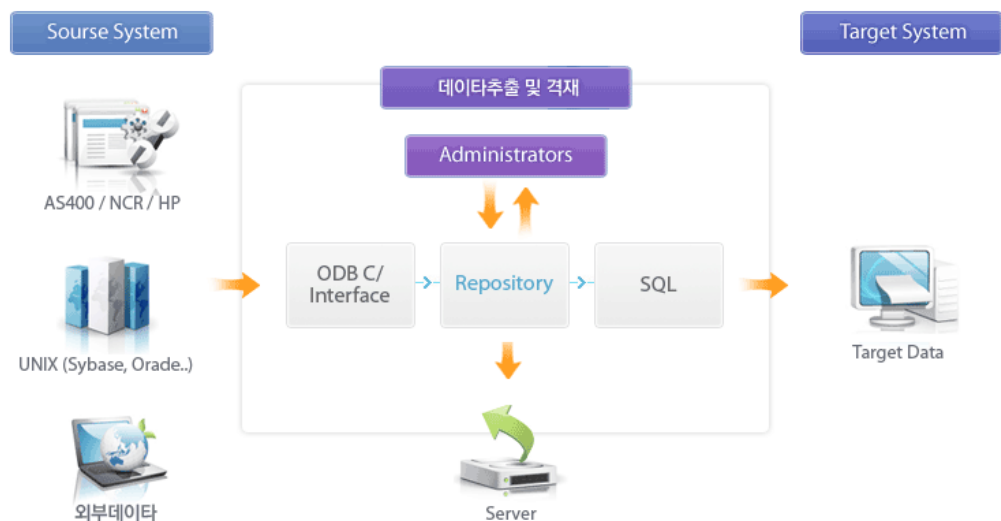 Sourse System
Target System
데이타추출 및 격재
Administrators
AS400 / NCR / HP
ODB C/
Interface
Repository
SQL
UNIX (Sybase, Orade..)
Target Data
외부데이타
Server